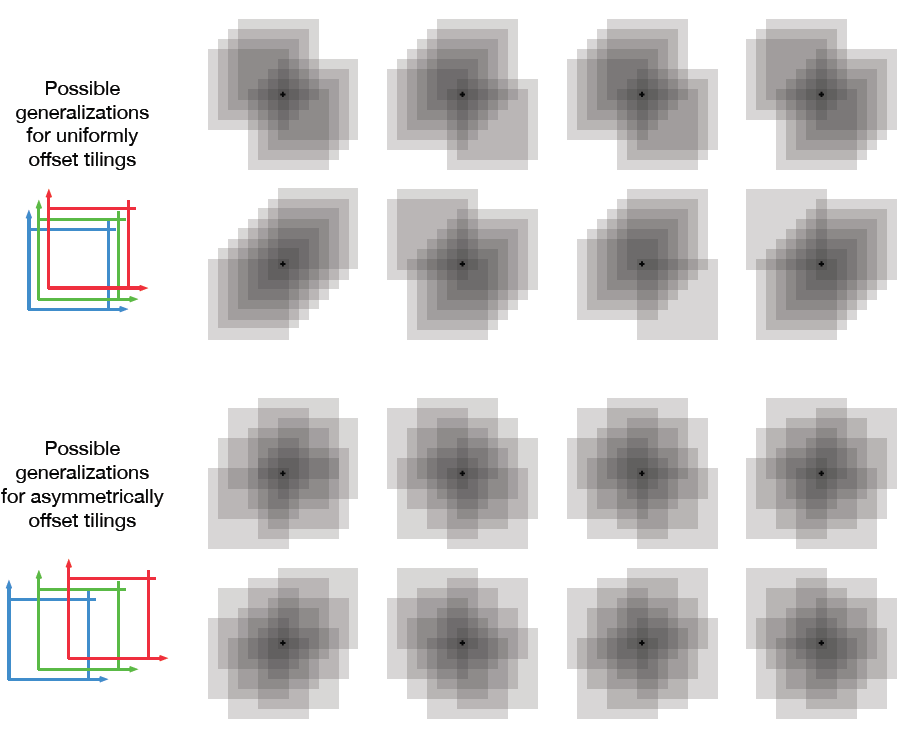 Possible
generalizations
for uniformly
offset tilings
Possible
generalizations
for asymmetrically
offset tilings